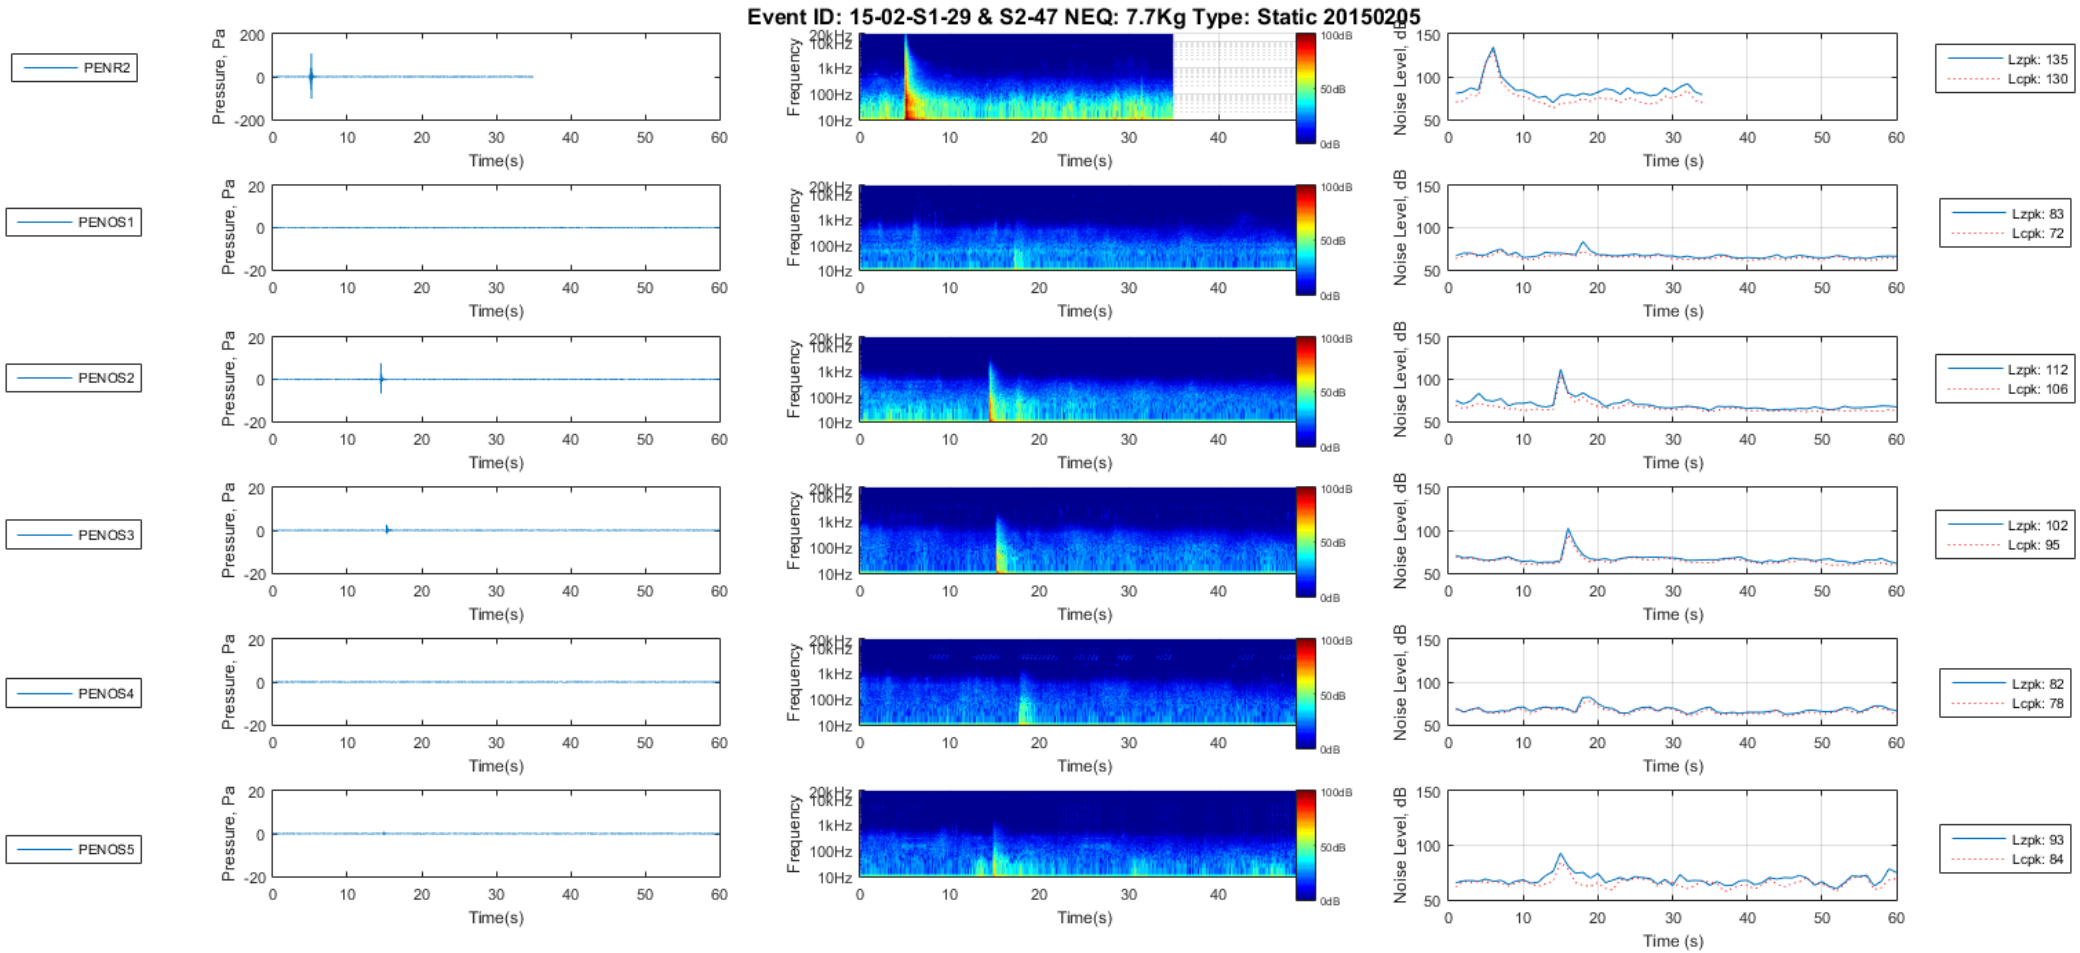 Event ID: 15-02-S1-29 & S2-47 NEQ: 7.7Kg Type: Static 20150205
PENR2
Pressure, Pa
200
0
-200
0 10 20 30 40 50 60
Time(s)
Frequency
20kHz
10kHz
1kHz
100Hz
10Hz
0 20 40
Time(s)
100dB
50dB
0dB
Noise Level, dB
150
100
50
0 10 20 30 40 50 60
Time (s)
Lzpk: 135
Lcpk: 130
PENOS1
Pressure, Pa
20
0
-20
0 10 20 30 40 50 60
Time(s)
Frequency
20kHz
10kHz
1kHz
100Hz
10Hz
0 10 20 30 40
Time(s)
100dB
50dB
0dB
Noise Level, dB
150
100
50
0 10 20 30 40 50 60
Time (s)
Lzpk: 83
Lcpk: 72
PENOS2
Pressure, Pa
20
0
-20
0 10 20 30 40 50 60
Time(s)
Frequency
20kHz
10kHz
1kHz
100Hz
10Hz
0 10 20 30 40
Time(s)
100dB
50dB
0dB
Noise Level, dB
150
100
50
0 10 20 30 40 50 60
Time (s)
Lzpk: 112
Lcpk: 106
PENOS3
Pressure, Pa
20
0
-20
0 10 20 30 40 50 60
Time(s)
Frequency
20kHz
10kHz
1kHz
100Hz
10Hz
0 10 20 30 40
Time(s)
100dB
50dB
0dB
Noise Level, dB
150
100
50
0 10 20 30 40 50 60
Time (s)
Lzpk: 102
Lcpk: 95
PENOS4
Pressure, Pa
20
0
-20
0 10 20 30 40 50 60
Time(s)
Frequency
20kHz
10kHz
1kHz
100Hz
10Hz
0 10 20 30 40
Time(s)
100dB
50dB
0dB
Noise Level, dB
150
100
50
0 10 20 30 40 50 60
Time (s)
Lzpk: 82
Lcpk: 78
PENOS5
Pressure, Pa
20
0
-20
0 10 20 30 40 50 60
Time(s)
Frequency
20kHz
10kHz
1kHz
100Hz
10Hz
0 10 20 30 40
Time(s)
100dB
50dB
0dB
Noise Level, dB
150
100
50
0 10 20 30 40 50 60
Time (s)
Lzpk: 93
Lcpk: 84